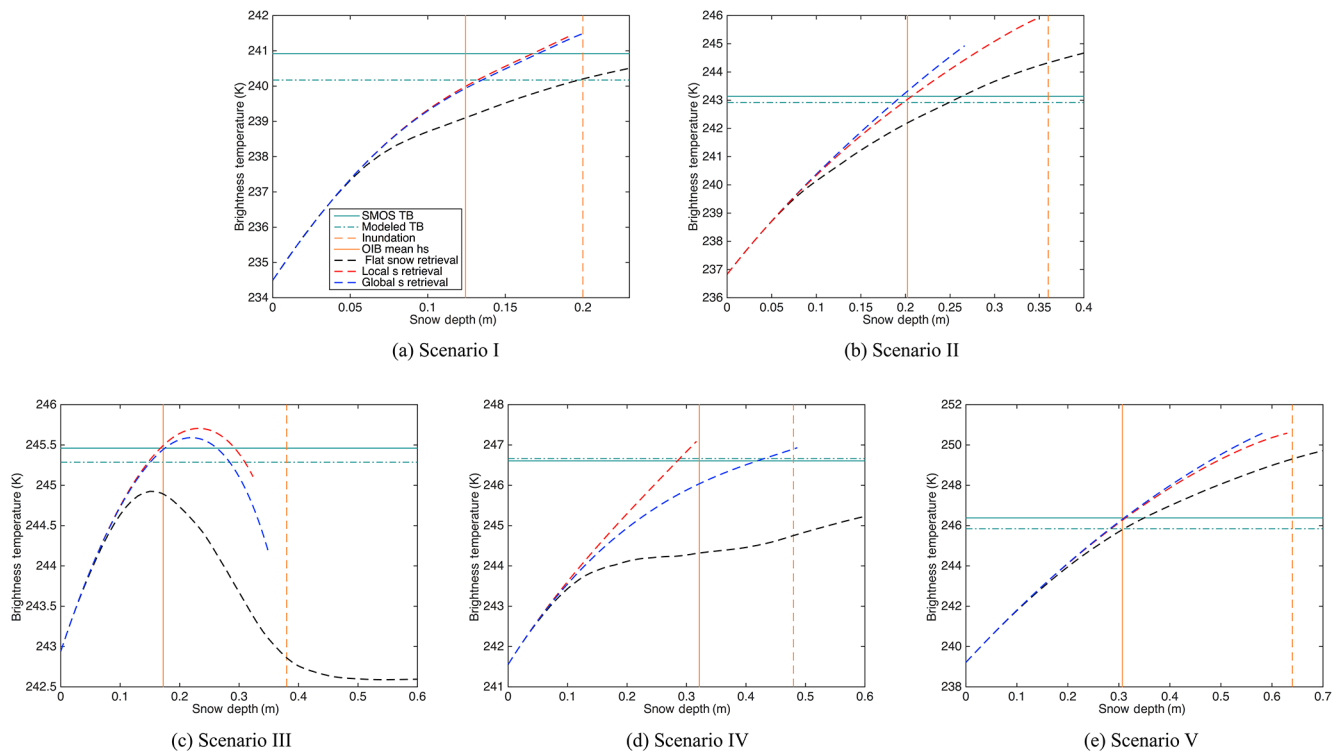 242
241
240
239
238
237
236
235
234
Brightness temperature (K)
SMOS TB
Modeled TB
Inundation
OIB mean hs
Flat snow retrieval
Local s retrieval
Global s retrieval
0 0.05 0.1 0.15 0.2
Snow depth (m)
(a) Scenario I
246
245
244
243
242
241
240
239
238
237
236
Brightness temperature (K)
0 0.05 0.1 0.15 0.2 0.25 0.3 0.35 0.4
Snow depth (m)
(b) Scenario II
246
245.5
245
244.5
244
243.5
243
242.5
Brightness temperature (K)
0 0.1 0.2 0.3 0.4 0.5 0.6
Snow depth (m)
(c) Scenario III
248
247
246
245
244
243
242
241
Brightness temperature (K)
0 0.1 0.2 0.3 0.4 0.5 0.6
Snow depth (m)
(d) Scenario IV
252
250
248
246
244
242
240
238
Brightness temperature (K)
0 0.1 0.2 0.3 0.4 0.5 0.6 0.7
Snow depth (m)
(e) Scenario V